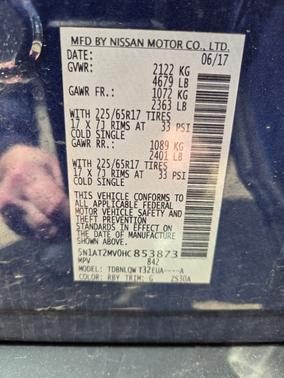 MFD BY NISSAN MOTOR CO., LTD.
DATE: 06/17
GVWR: 2122 KG
4679 LB
GAWR FR.: 1072 KG
2363 LB
WITH 225/65R17 TIRES
17 X 7J RIMS AT 33 PSI
COLD SINGLE
GAWR RR.: 1089 KG
2401 LB
WITH 225/65R17 TIRES
17 X 7J RIMS AT 33 PSI
COLD SINGLE
THIS VEHICLE CONFORMS
TO ALL APPLICABLE FEDERAL
MOTOR VEHICLE SAFETY AND
THEFT PREVENTION
STANDARDS IN EFFECT ON
THE DATE OF MANUFACTURE
SHOWN ABOVE.
5N1AT2MV0HC853873
MPV 842
MODEL: TDBNLQW T32EUA----A
COLOR: RBY TRIM: G 2S30A